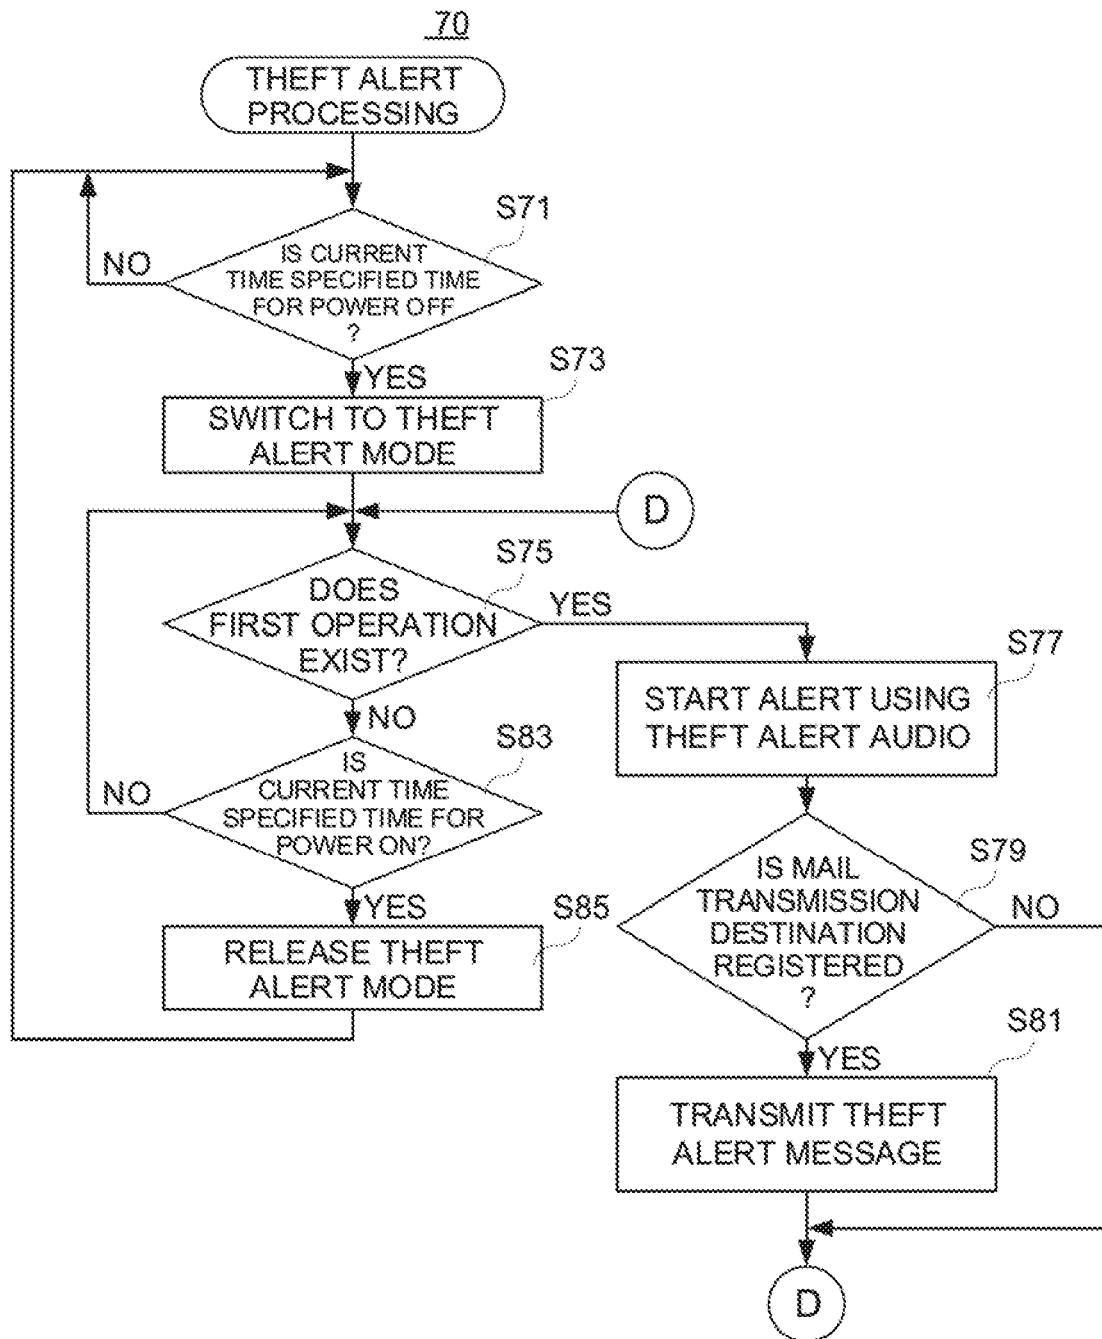 70
THEFT ALERT
PROCESSING
S71
IS CURRENT
TIME SPECIFIED TIME
FOR POWER OFF
?
NO
YES
S73
SWITCH TO THEFT
ALERT MODE
D
S75
DOES
FIRST OPERATION
EXIST?
YES
NO
S77
START ALERT USING
THEFT ALERT AUDIO
S83
IS
CURRENT TIME
SPECIFIED TIME FOR
POWER ON?
NO
YES
S85
RELEASE THEFT
ALERT MODE
S79
IS MAIL
TRANSMISSION
DESTINATION
REGISTERED
?
NO
YES
S81
TRANSMIT THEFT
ALERT MESSAGE
D